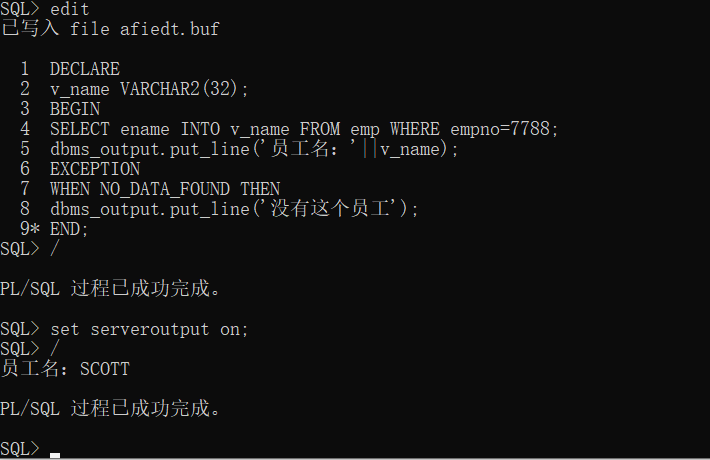 SQL> edit
已写入 file afiedt.buf
1 DECLARE
2 v_name VARCHAR2(32);
3 BEGIN
4 SELECT ename INTO v_name FROM emp WHERE empno=7788;
5 dbms_output.put_line('员工名：'||v_name);
6 EXCEPTION
7 WHEN NO_DATA_FOUND THEN
8 dbms_output.put_line('没有这个员工');
9* END;
SQL> /
PL/SQL 过程已成功完成。
SQL> set serveroutput on;
SQL> /
员工名：SCOTT
PL/SQL 过程已成功完成。
SQL>